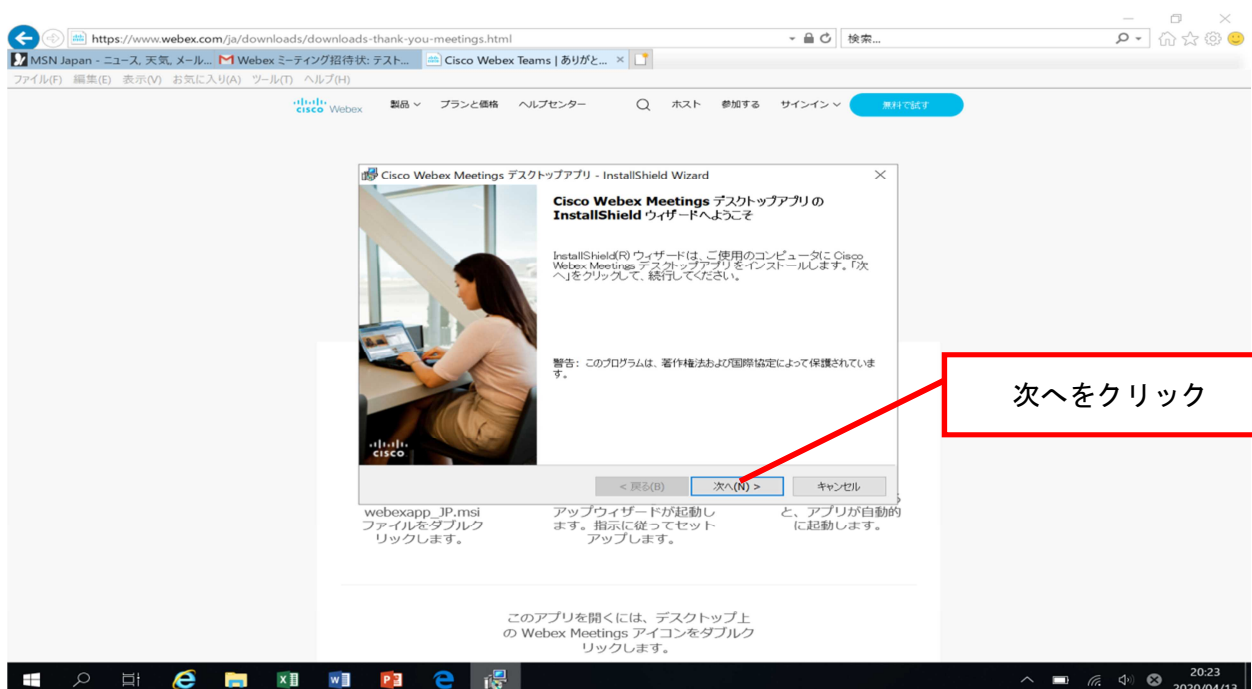 https://www.webex.com/ja/downloads/downloads-thank-you-meetings.html
検索...
MSN Japan - ニュース, 天気, メール...
Webex ミーティング招待状: テスト...
Cisco Webex Teams | ありがと...
ファイル(F) 編集(E) 表示(V) お気に入り(A) ツール(T) ヘルプ(H)
CISCO Webex 製品 プランと価格 ヘルプセンター ホスト 参加する サインイン 無料で試す
Cisco Webex Meetings デスクトップアプリ - InstallShield Wizard
Cisco Webex Meetings デスクトップアプリ の
InstallShield ウィザードへようこそ
InstallShield(R) ウィザードは、ご使用のコンピュータに Cisco
Webex Meetings デスクトップアプリ をインストールします。「次
へ」をクリックして、続行してください。
警告: このプログラムは、著作権法および国際協定によって保護されていま
す。
CISCO
< 戻る(B) 次へ(N) > キャンセル
次へをクリック
webexapp_JP.msi
ファイルをダブルク
リックします。
アップウィザードが起動し
ます。指示に従ってセット
アップします。
と、アプリが自動的
に起動します。
このアプリを開くには、デスクトップ上
の Webex Meetings アイコンをダブルク
リックします。
20:23
2020/04/13